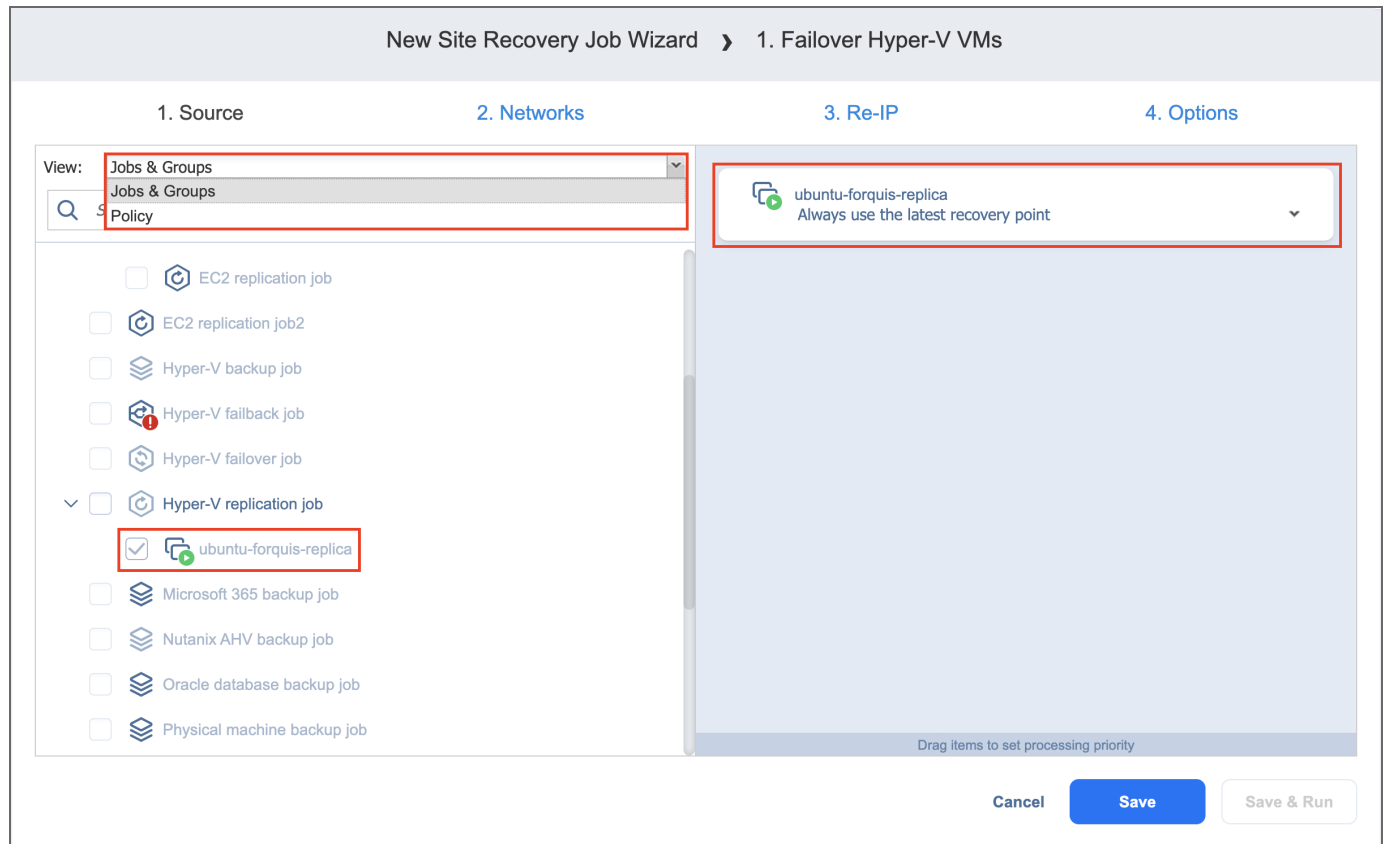 New Site Recovery Job Wizard ❯ 1. Failover Hyper-V VMs
1. Source
2. Networks
3. Re-IP
4. Options
View:
Jobs & Groups
Jobs & Groups
Policy
EC2 replication job
EC2 replication job2
Hyper-V backup job
Hyper-V failback job
Hyper-V failover job
Hyper-V replication job
ubuntu-forquis-replica
Microsoft 365 backup job
Nutanix AHV backup job
Oracle database backup job
Physical machine backup job
ubuntu-forquis-replica
Always use the latest recovery point
Drag items to set processing priority
Cancel
Save
Save & Run